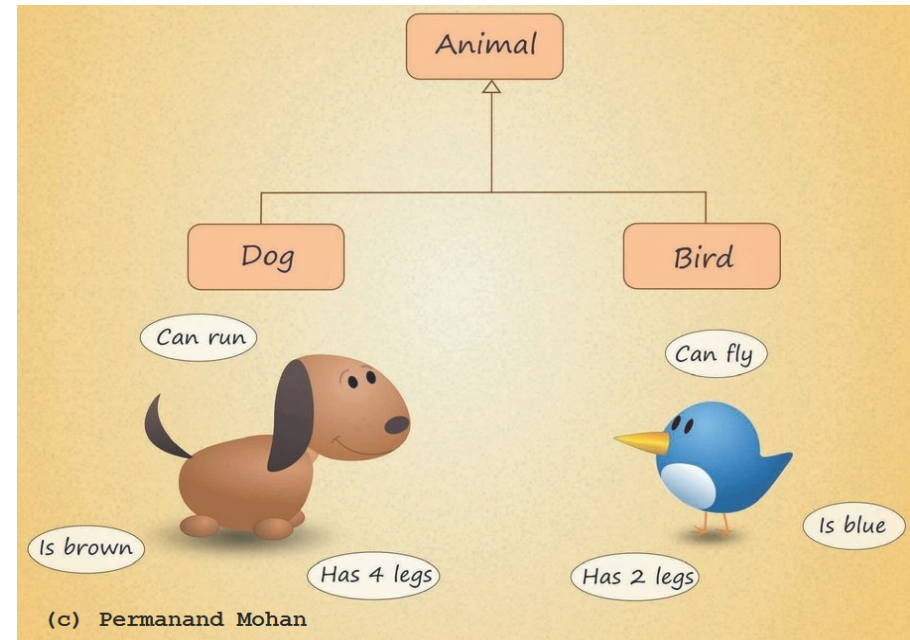 Animal
Dog
Bird
Can run
Can fly
Is brown
Has 4 legs
Has 2 legs
Is blue
(c) Permanand Mohan